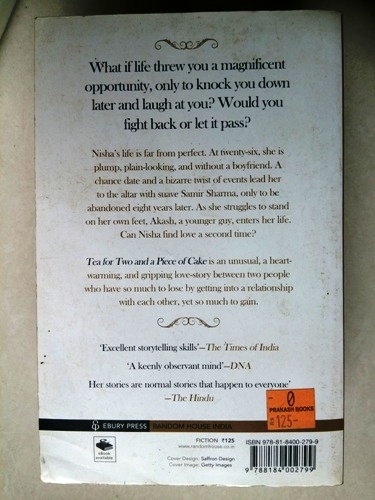 What if life threw you a magnificent
opportunity, only to knock you down
later and laugh at you? Would you
fight back or let it pass?
Nisha's life is far from perfect. At twenty-six, she is
plump, plain-looking, and without a boyfriend. A
chance date and a bizarre twist of events lead her
to the altar with suave Samir Sharma, only to be
abandoned eight years later. As she struggles to stand
on her own feet, Akash, a younger guy, enters her life.
Can Nisha find love a second time?
Tea for Two and a Piece of Cake is an unusual, a heart-
warming, and gripping love-story between two people
who have so much to lose by getting into a relationship
with each other, yet so much to gain.
'Excellent storytelling skills'—The Times of India
'A keenly observant mind'—DNA
Her stories are normal stories that happen to everyone'
—The Hindu
PRAKASH BOOKS
125-
EBURY PRESS RANDOM HOUSE INDIA
eBook available
FICTION ₹125
www.randomhouse.co.in
Cover Design: Saffron Design
Cover Image: Getty Images
ISBN 978-81-8400-279-9
9 788184 002799